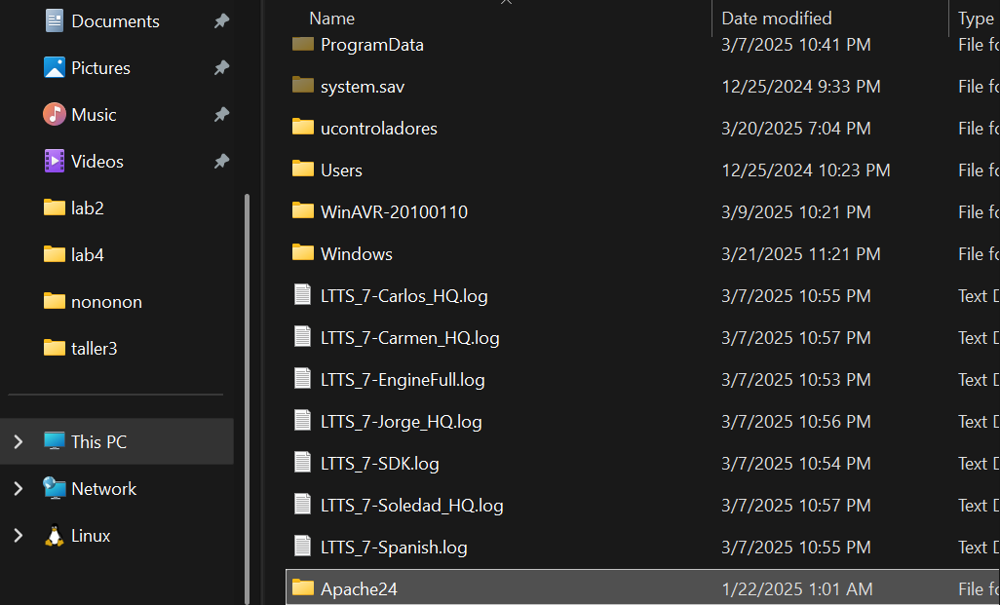 Documents
Pictures
Music
Videos
lab2
lab4
nononon
taller3
This PC
Network
Linux
Name Date modified Type
ProgramData 3/7/2025 10:41 PM File fo
system.sav 12/25/2024 9:33 PM File fo
ucontroladores 3/20/2025 7:04 PM File fo
Users 12/25/2024 10:23 PM File fo
WinAVR-20100110 3/9/2025 10:21 PM File fo
Windows 3/21/2025 11:21 PM File fo
LTTS_7-Carlos_HQ.log 3/7/2025 10:55 PM Text D
LTTS_7-Carmen_HQ.log 3/7/2025 10:57 PM Text D
LTTS_7-EngineFull.log 3/7/2025 10:53 PM Text D
LTTS_7-Jorge_HQ.log 3/7/2025 10:56 PM Text D
LTTS_7-SDK.log 3/7/2025 10:54 PM Text D
LTTS_7-Soledad_HQ.log 3/7/2025 10:57 PM Text D
LTTS_7-Spanish.log 3/7/2025 10:55 PM Text D
Apache24 1/22/2025 1:01 AM File fo